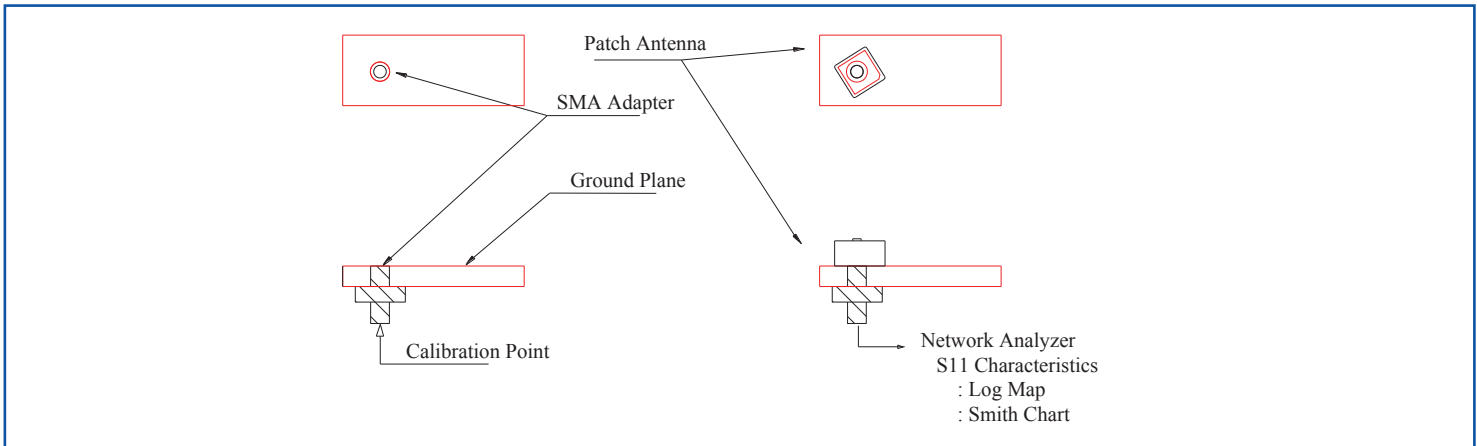 Patch Antenna
SMA Adapter
Ground Plane
Calibration Point
Network Analyzer
S11 Characteristics
: Log Map
: Smith Chart